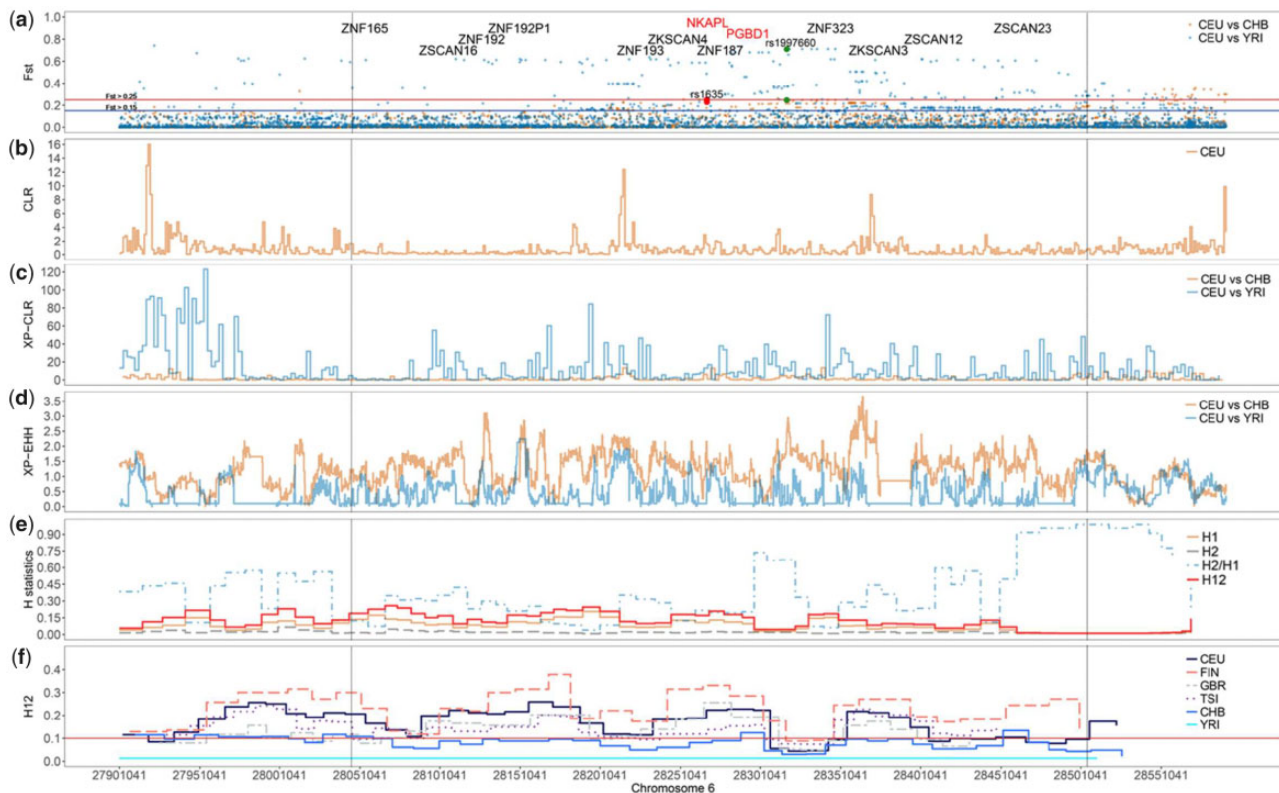 (a)
Fst
1.0
0.8
0.6
0.4
0.2
0.0
ZNF165
ZSCAN16
ZNF192
ZNF192P1
ZNF193
ZKSCAN4
NKAPL
ZNF187
PGBD1
rs1997660
ZNF323
ZKSCAN3
ZSCAN12
ZSCAN23
rs1635
Fst > 0.25
Fst > 0.15
CEU vs CHB
CEU vs YRI
(b)
CLR
16
14
12
10
8
6
4
2
0
CEU
(c)
XP-CLR
120
100
80
60
40
20
0
CEU vs CHB
CEU vs YRI
(d)
XP-EHH
3.5
3.0
2.5
2.0
1.5
1.0
0.5
0.0
CEU vs CHB
CEU vs YRI
(e)
H statistics
0.90
0.75
0.60
0.45
0.30
0.15
0.00
H1
H2
H2/H1
H12
(f)
H12
0.4
0.3
0.2
0.1
0.0
CEU
FIN
GBR
TSI
CHB
YRI
27901041 27951041 28001041 28051041 28101041 28151041 28201041 28251041 28301041 28351041 28401041 28451041 28501041 28551041
Chromosome 6